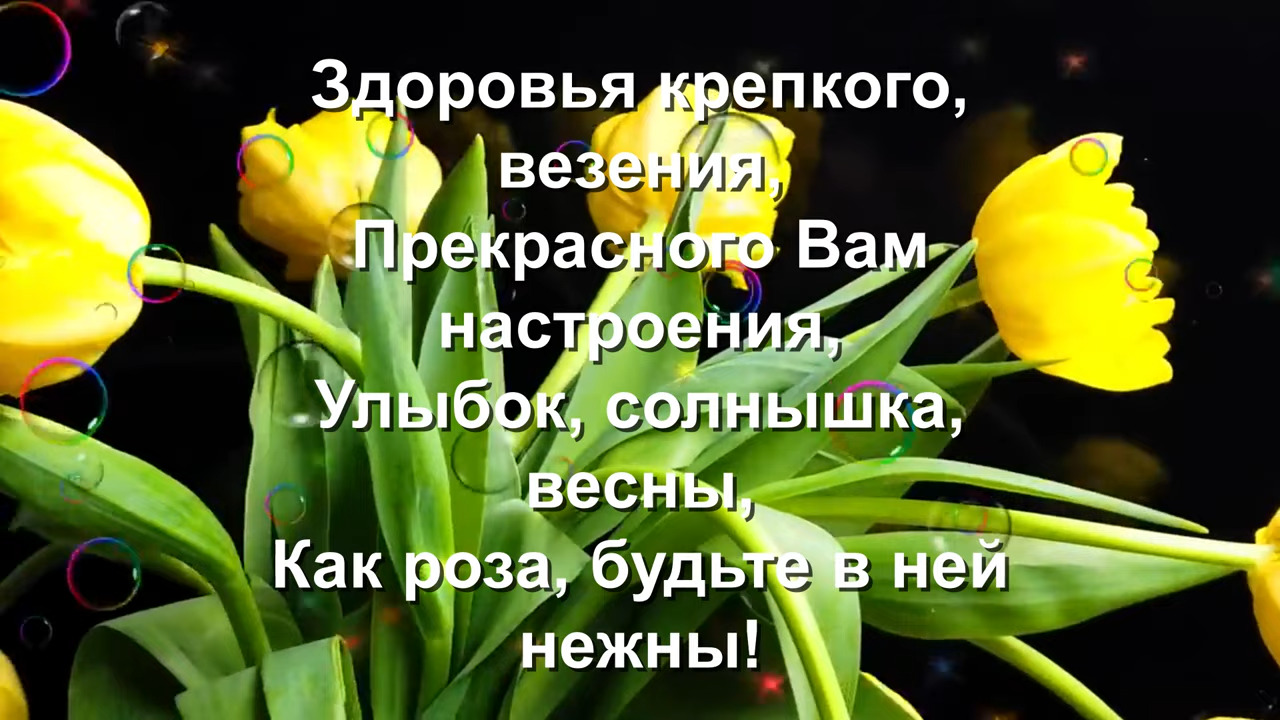 Здоровья крепкого,
везения,
Прекрасного Вам
настроения,
Улыбок, солнышка,
весны,
Как роза, будьте в ней
нежны!